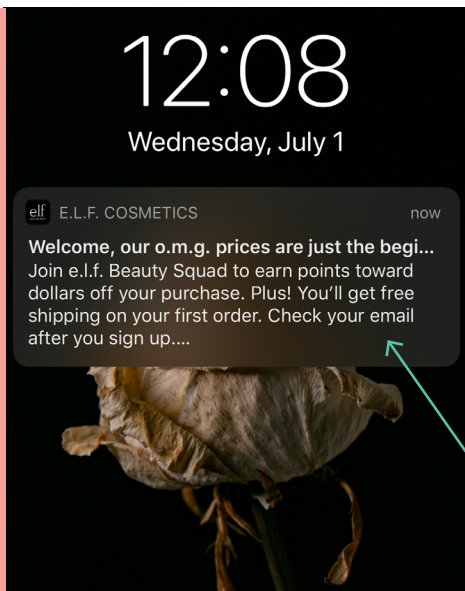 12:08
Wednesday, July 1
elf
E.L.F. COSMETICS
now
Welcome, our o.m.g. prices are just the begi...
Join e.l.f. Beauty Squad to earn points toward
dollars off your purchase. Plus! You’ll get free
shipping on your first order. Check your email
after you sign up....